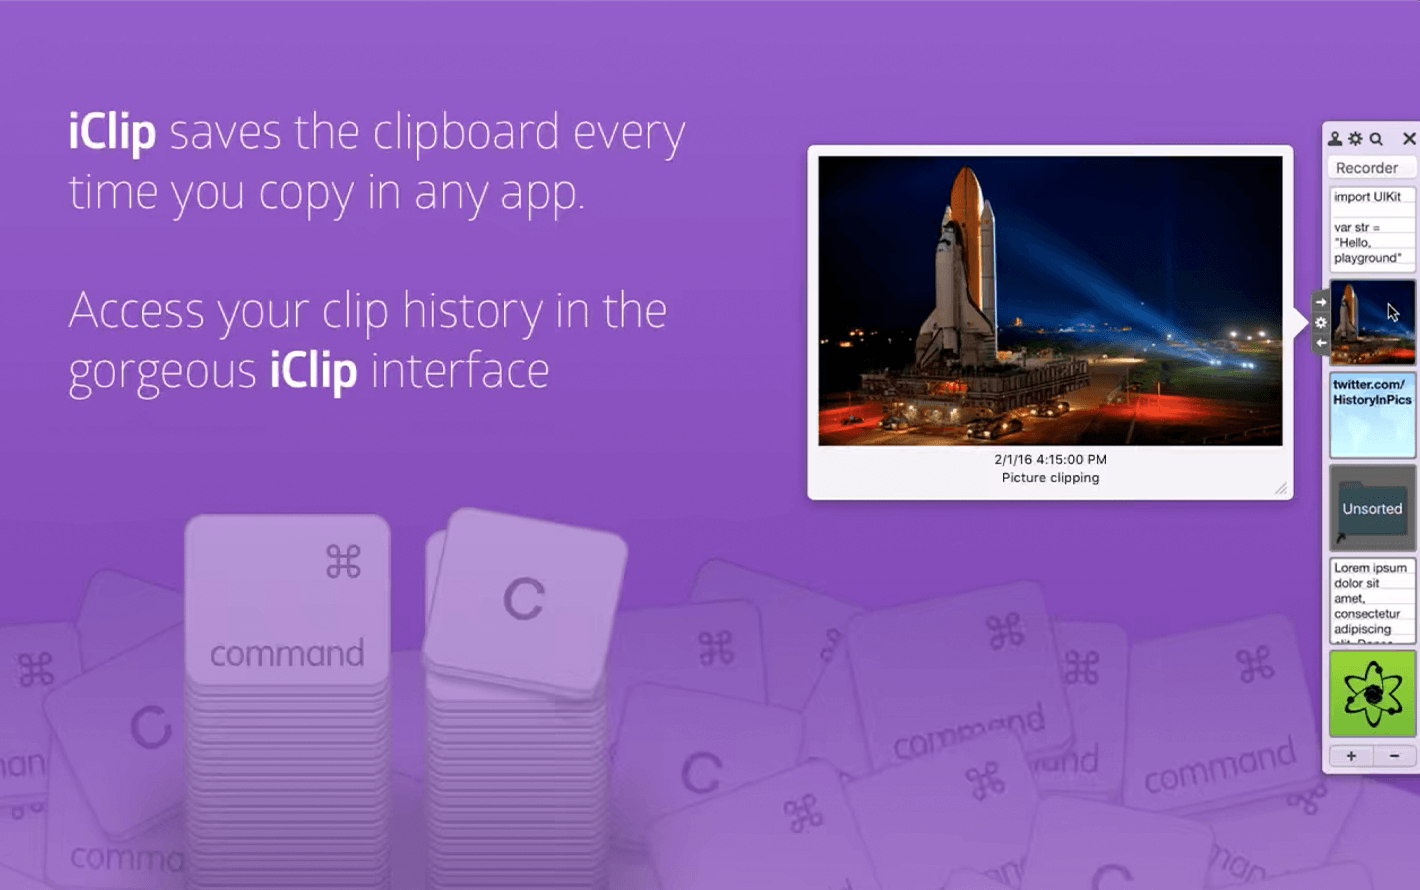 iClip saves the clipboard every
time you copy in any app.
Access your clip history in the
gorgeous iClip interface
2/1/16 4:15:00 PM
Picture clipping
Recorder
import UIKit
var str =
"Hello,
playground"
twitter.com/
HistoryInPics
Unsorted
Lorem ipsum
dolor sit
amet,
consectetur
adipiscing
⌘
command
C
⌘
C
⌘
⌘
command
⌘
⌘
command
C
⌘
⌘